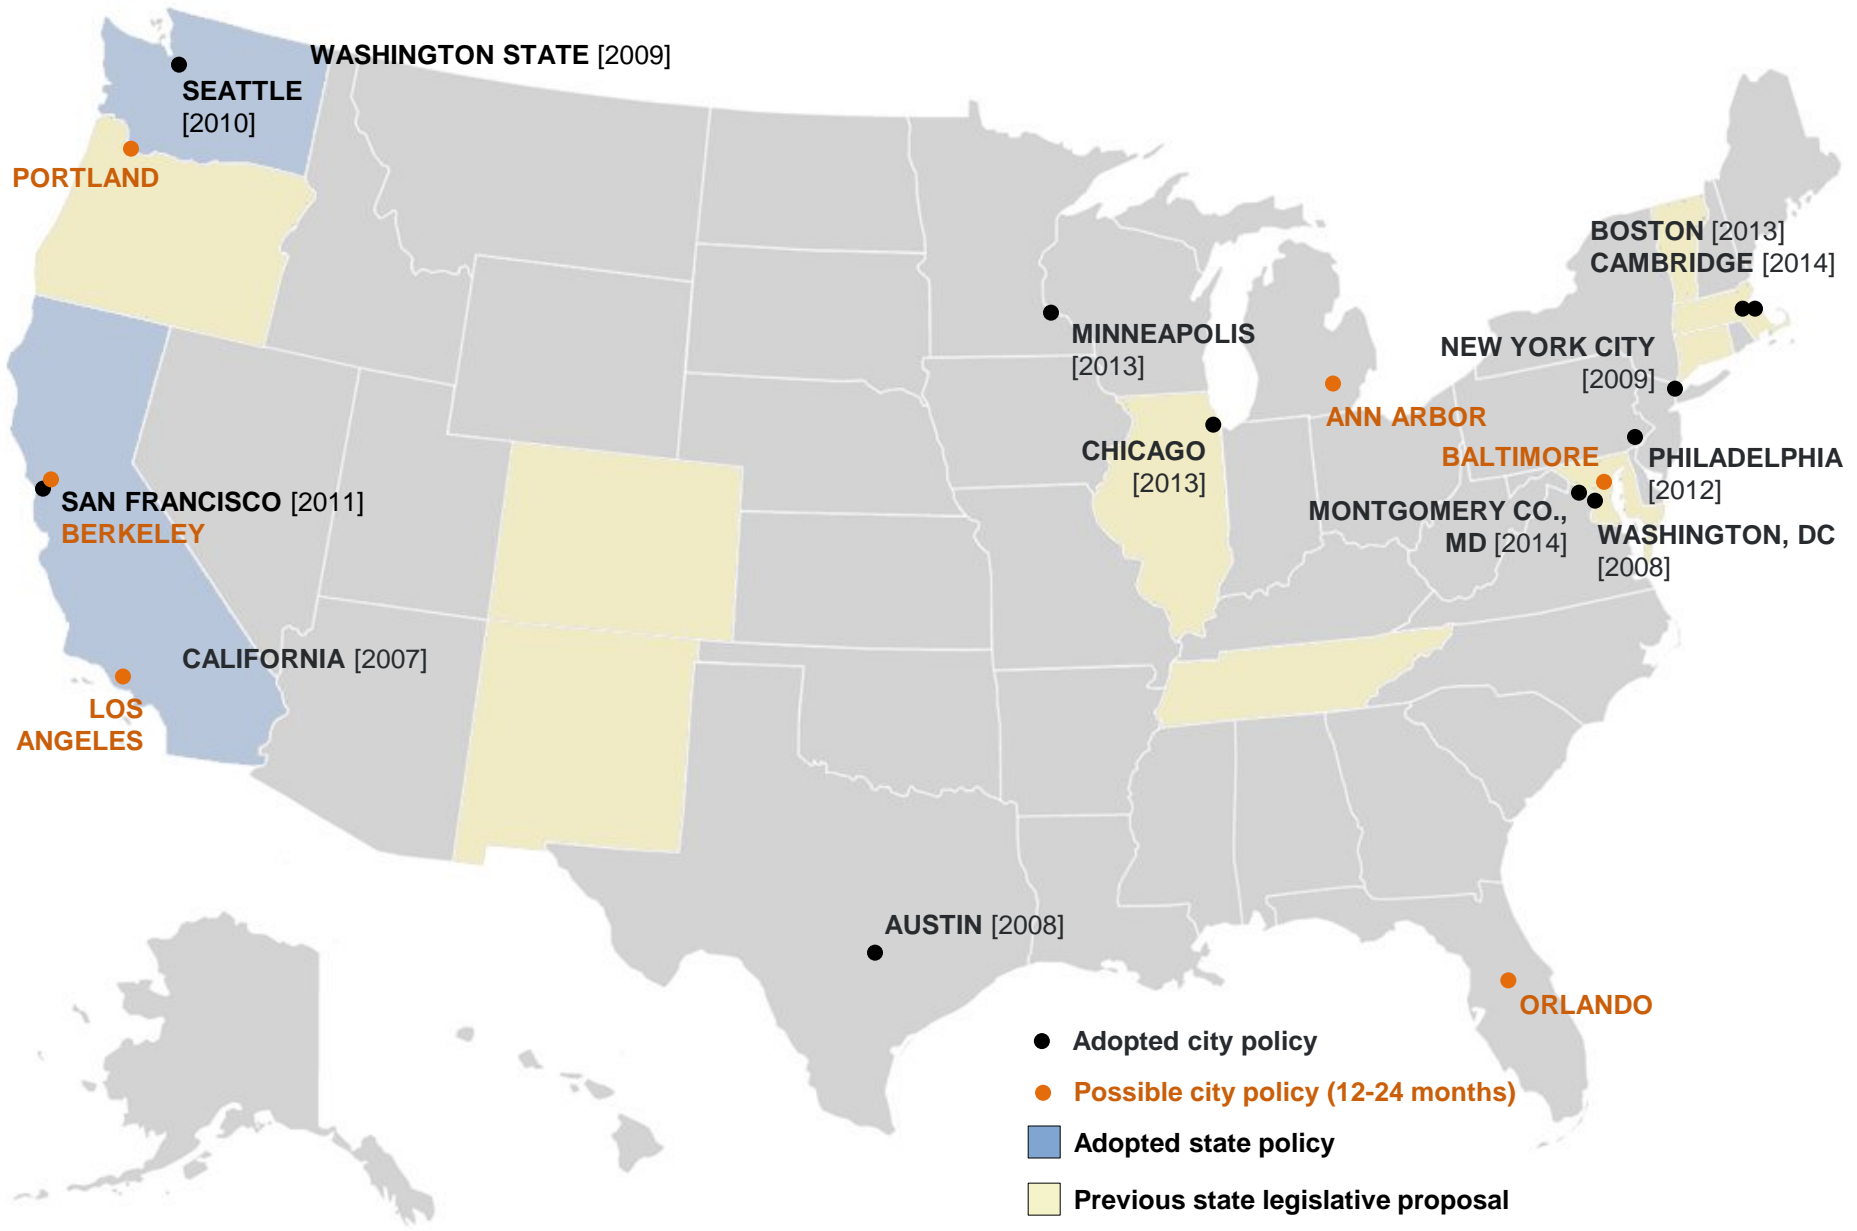 WASHINGTON STATE [2009]
SEATTLE
[2010]
PORTLAND
BOSTON [2013]
CAMBRIDGE [2014]
MINNEAPOLIS
[2013]
NEW YORK CITY
[2009]
ANN ARBOR
CHICAGO
[2013]
BALTIMORE
PHILADELPHIA
[2012]
SAN FRANCISCO [2011]
BERKELEY
MONTGOMERY CO.,
MD [2014]
WASHINGTON, DC
[2008]
CALIFORNIA [2007]
LOS
ANGELES
AUSTIN [2008]
ORLANDO
Adopted city policy
Possible city policy (12-24 months)
Adopted state policy
Previous state legislative proposal